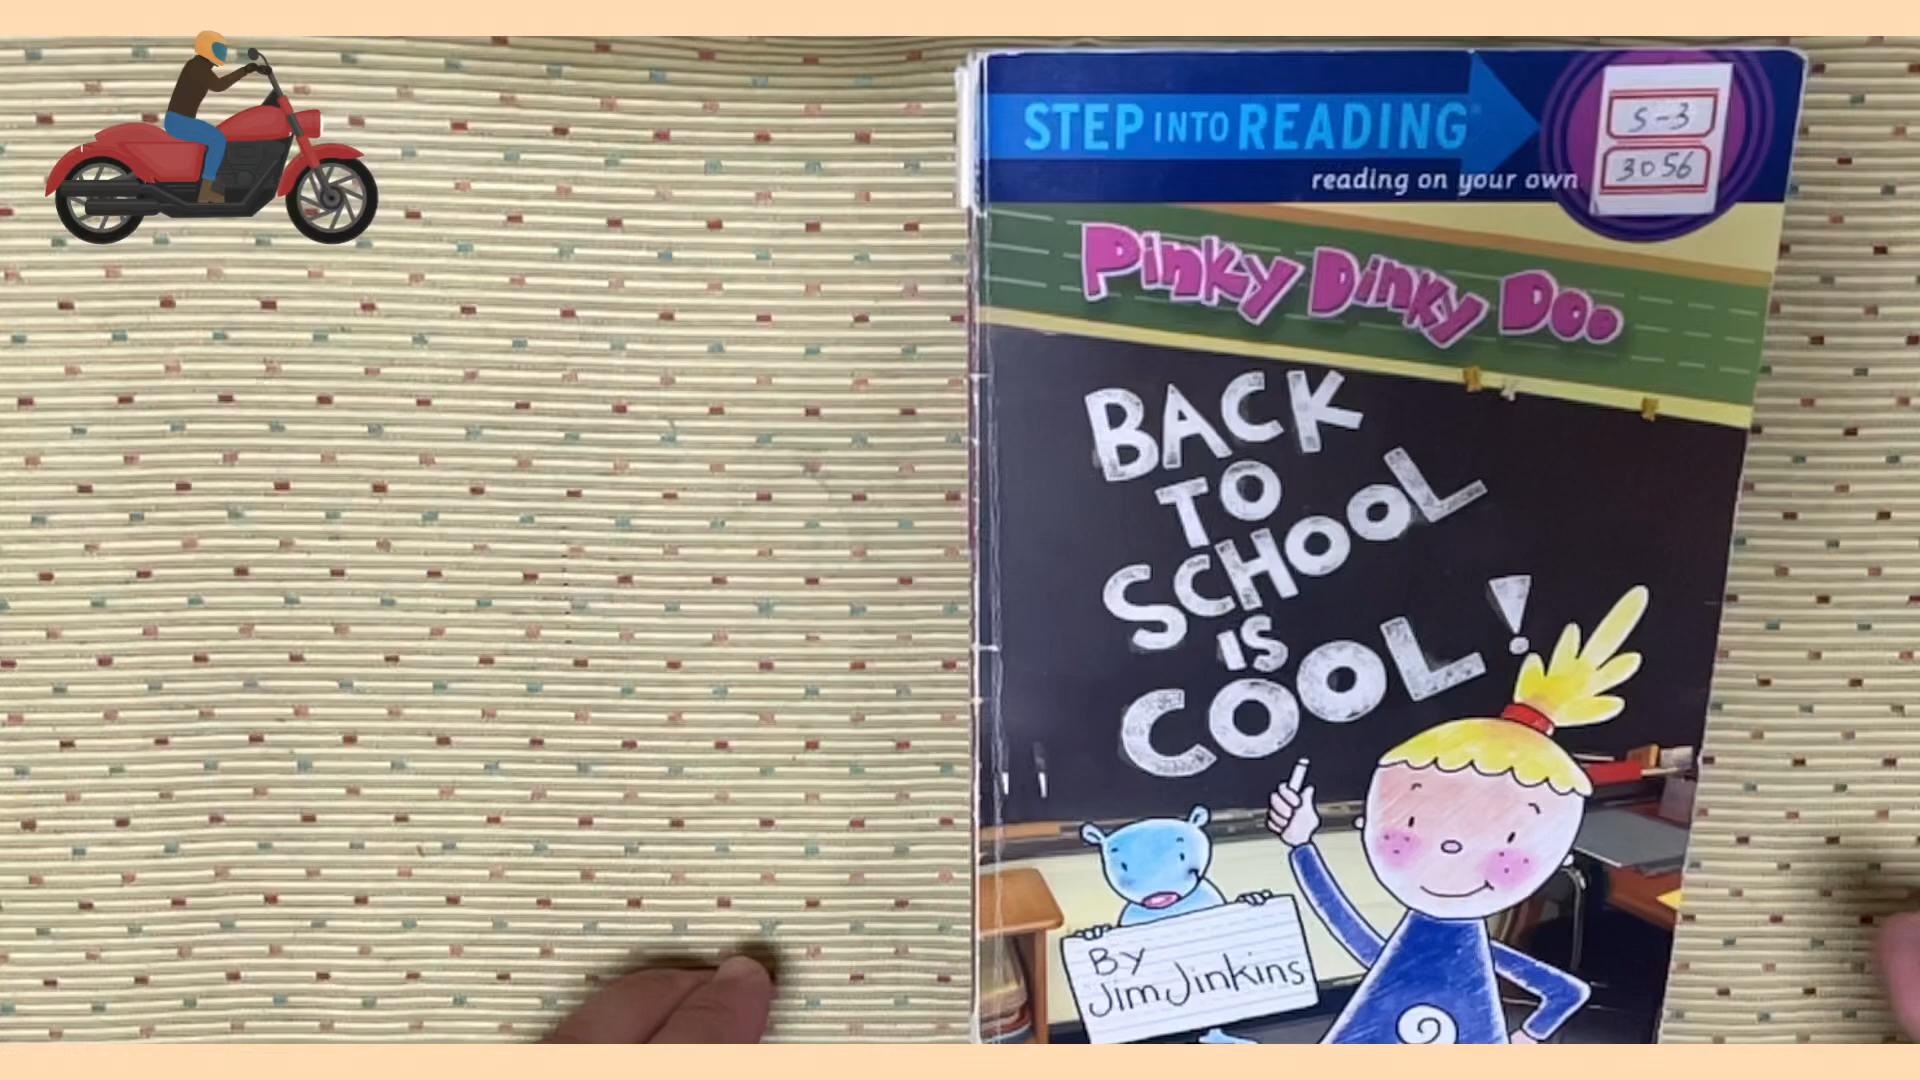 STEP INTO READING®
reading on your own
S-3
3056
Pinky Dinky Doo
BACK
TO
SCHOOL
IS
COOL!
By
Jim Jinkins